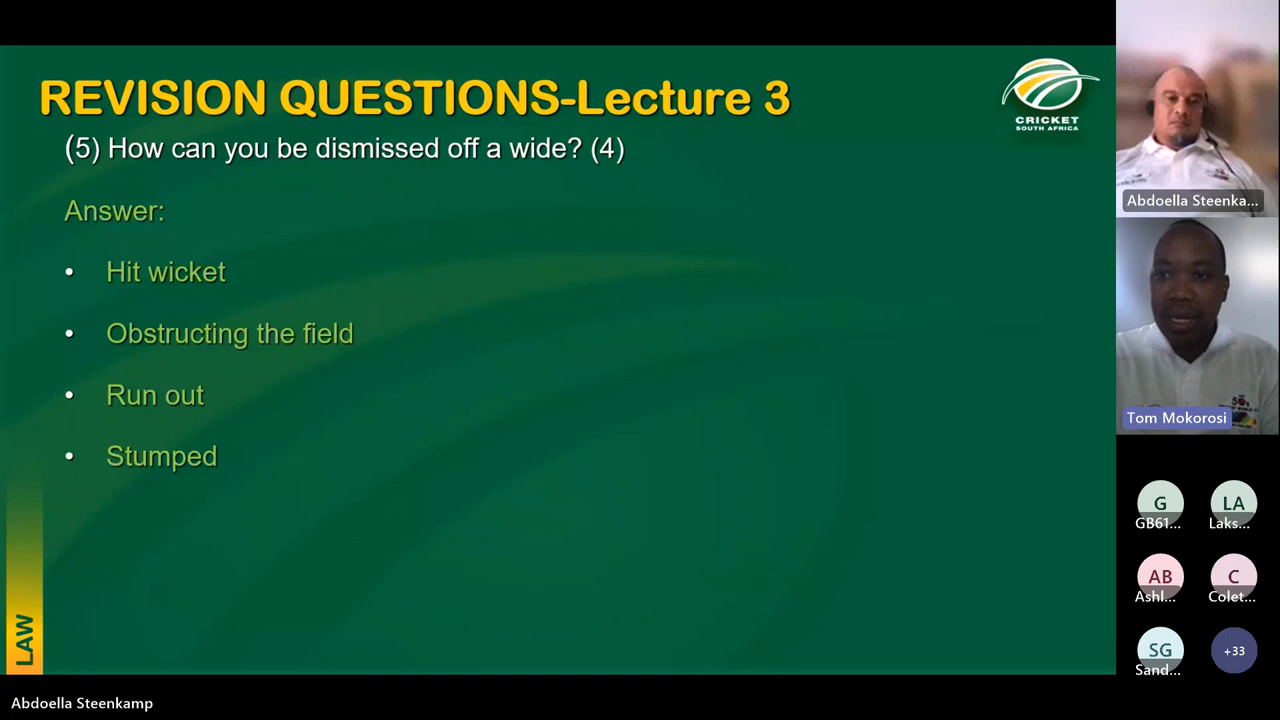 REVISION QUESTIONS-Lecture 3
(5) How can you be dismissed off a wide? (4)
Answer:
• Hit wicket
• Obstructing the field
• Run out
• Stumped
LAW
CRICKET
SOUTH AFRICA
Abdoella Steenka...
Tom Mokorosi
G
GB61...
LA
Laks...
AB
Ashl...
C
Colet...
SG
Sand...
+33
Abdoella Steenkamp